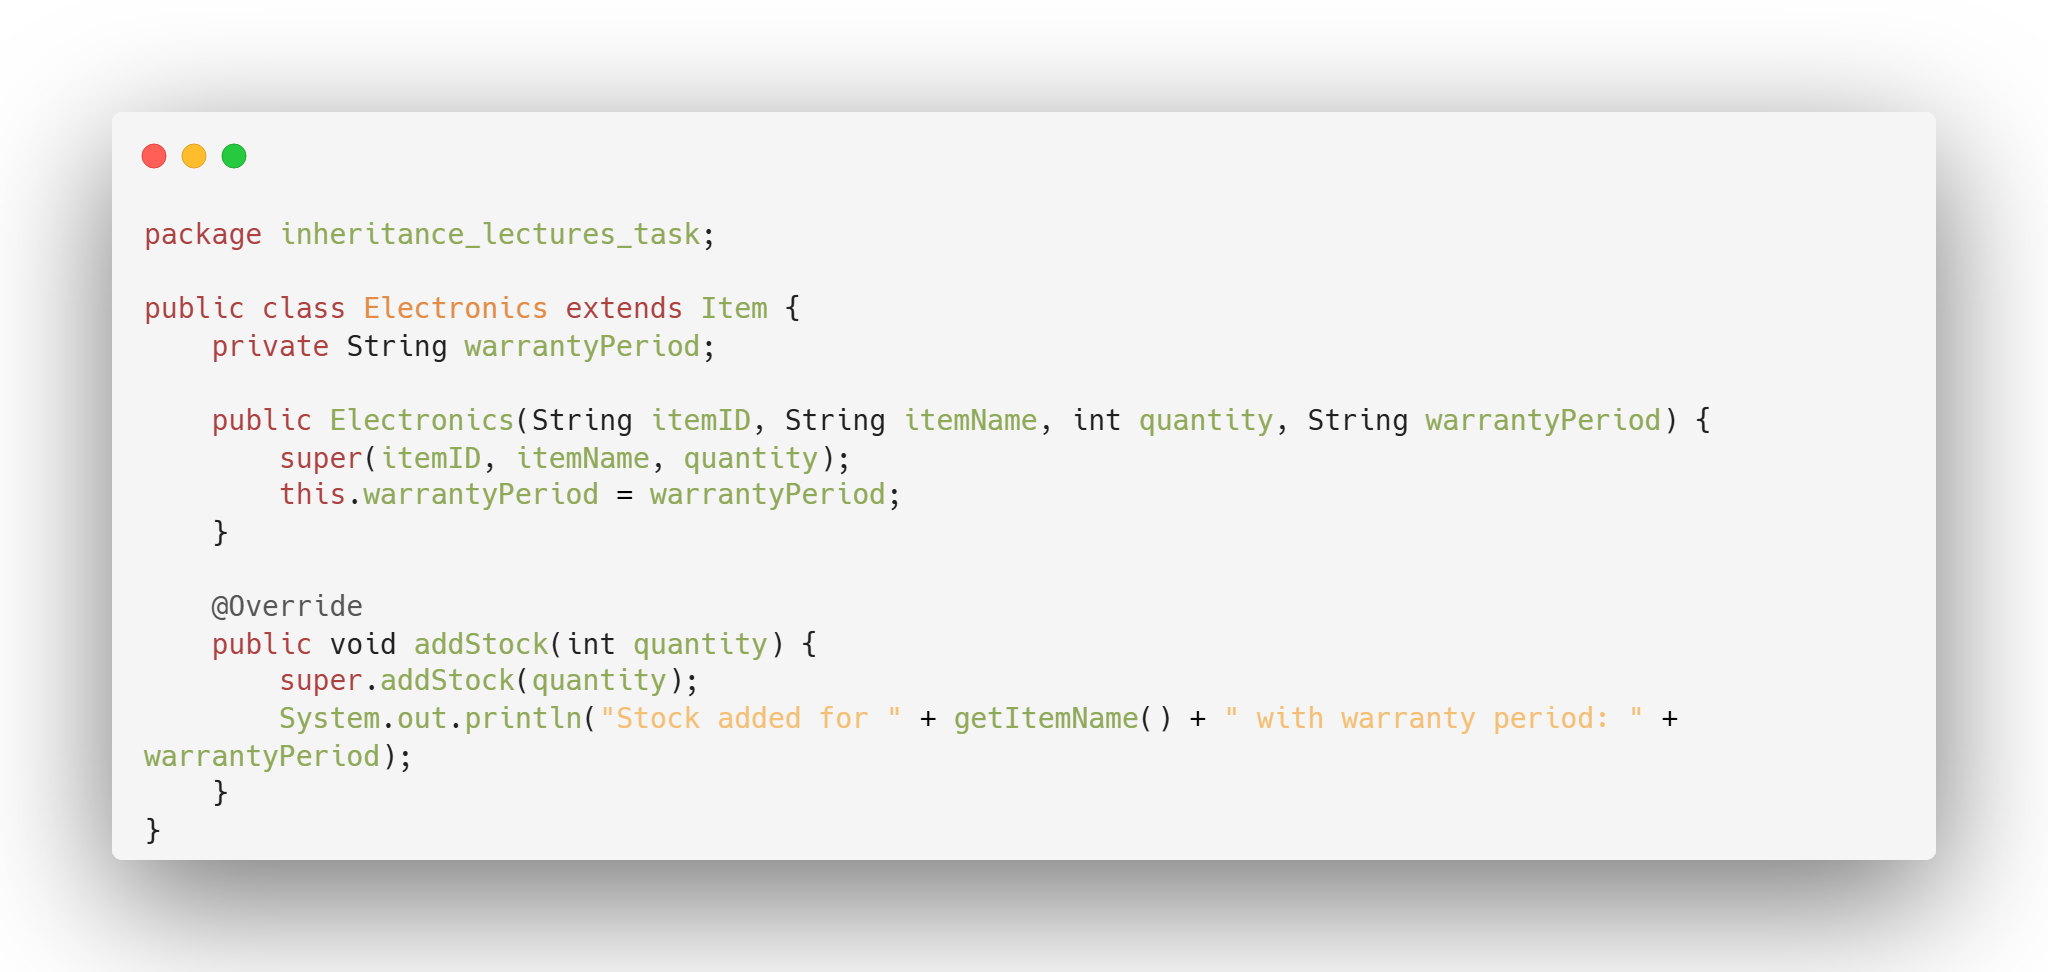 package inheritance_lectures_task;

public class Electronics extends Item {
    private String warrantyPeriod;

    public Electronics(String itemID, String itemName, int quantity, String warrantyPeriod) {
        super(itemID, itemName, quantity);
        this.warrantyPeriod = warrantyPeriod;
    }

    @Override
    public void addStock(int quantity) {
        super.addStock(quantity);
        System.out.println("Stock added for " + getItemName() + " with warranty period: " +
warrantyPeriod);
    }
}